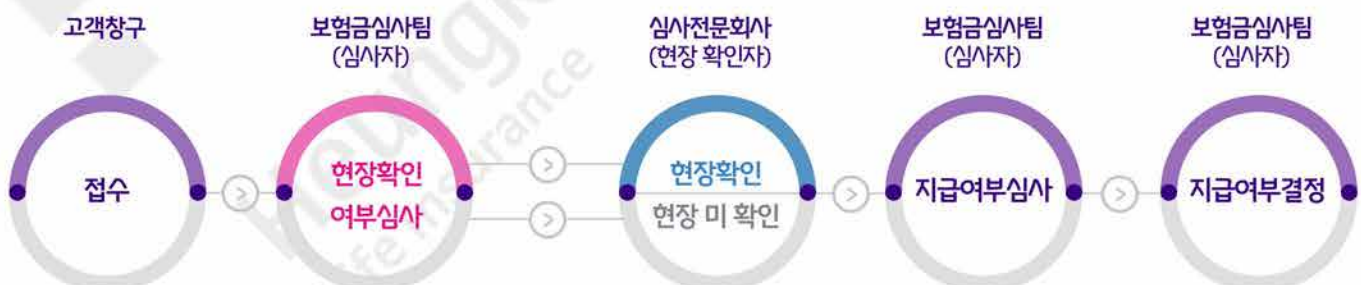 고객창구
보험금심사팀
(심사자)
심사전문회사
(현장 확인자)
보험금심사팀
(심사자)
보험금심사팀
(심사자)
접수
현장확인
여부심사
현장확인
현장 미 확인
지급여부심사
지급여부결정